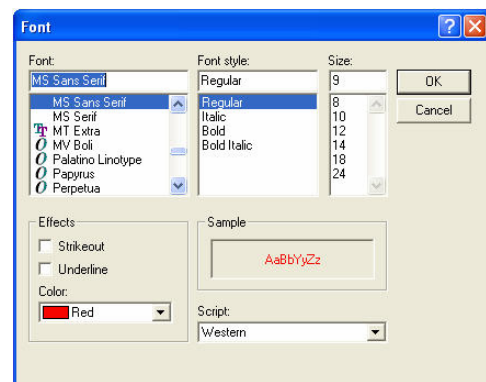 Font
Font: Font style: Size:
MS Sans Serif Regular 9 OK
MS Sans Serif Regular 8 Cancel
MS Serif Italic 10
MT Extra Bold 12
MV Boli Bold Italic 14
Palatino Linotype 18
Papyrus 24
Perpetua
Effects Sample
Strikeout
Underline
AaBbYyZz
Color:
Red
Script:
Western